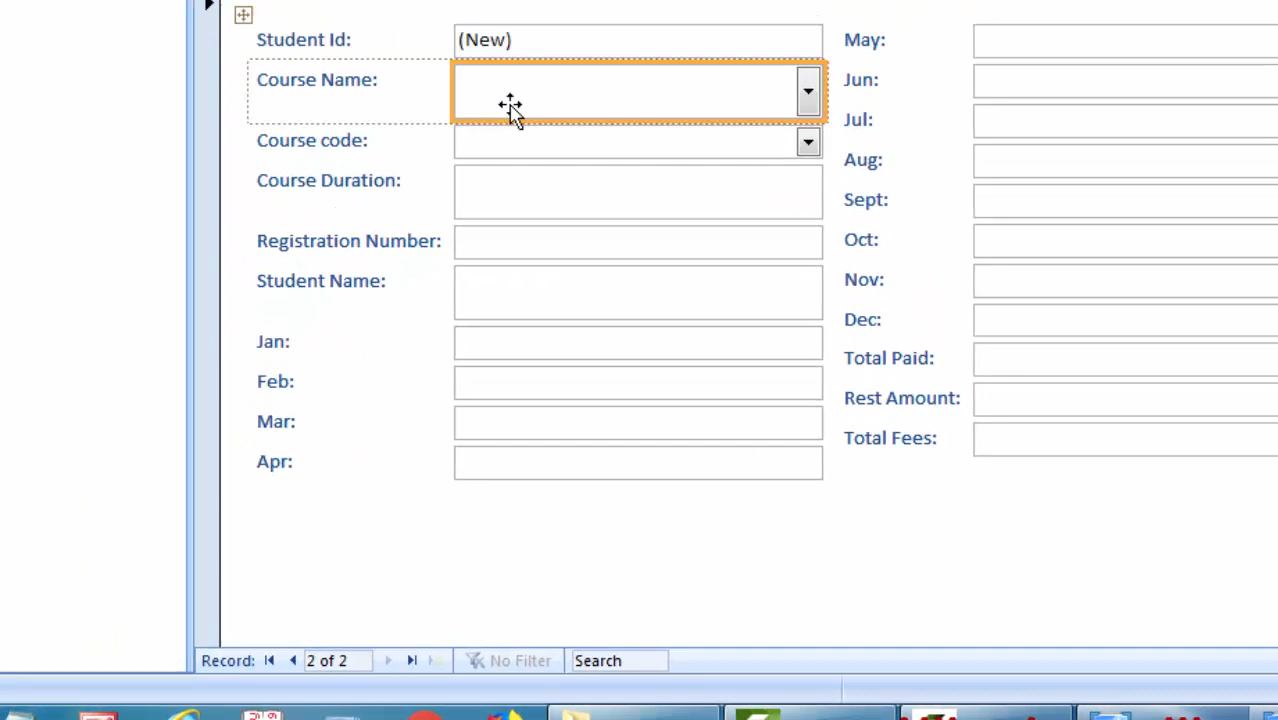 Student Id: (New)
Course Name:
Course code:
Course Duration:
Registration Number:
Student Name:
Jan:
Feb:
Mar:
Apr:
May:
Jun:
Jul:
Aug:
Sept:
Oct:
Nov:
Dec:
Total Paid:
Rest Amount:
Total Fees:
Record: 2 of 2 No Filter Search